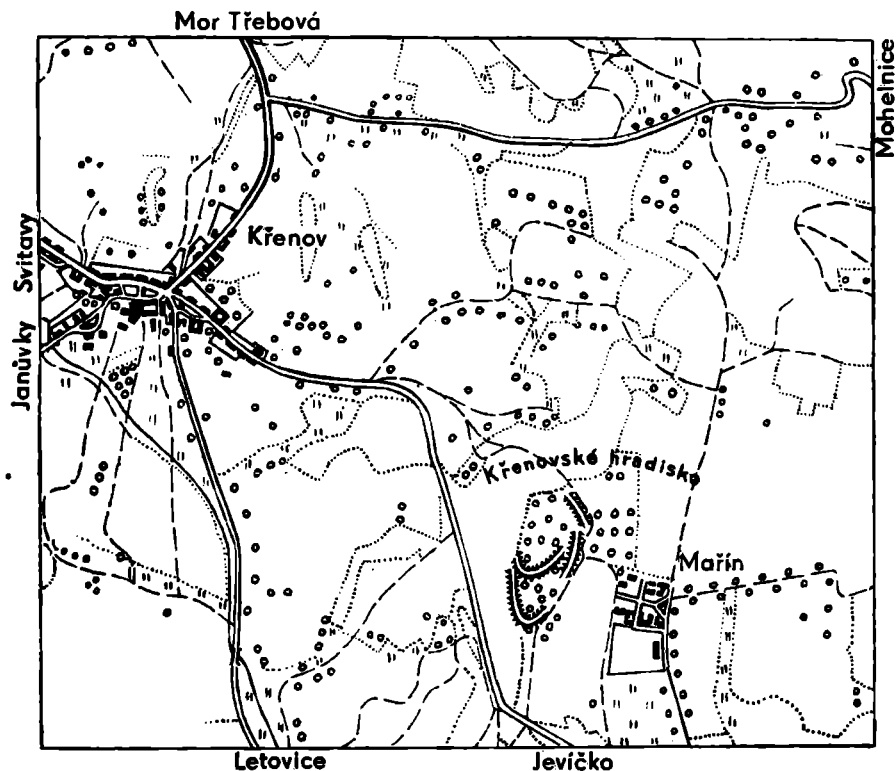 Mor Třebová
Mohelnice
Svitavy
Křenov
Janůvky
Křenovské hradisko
Mařín
Letovice
Jevíčko